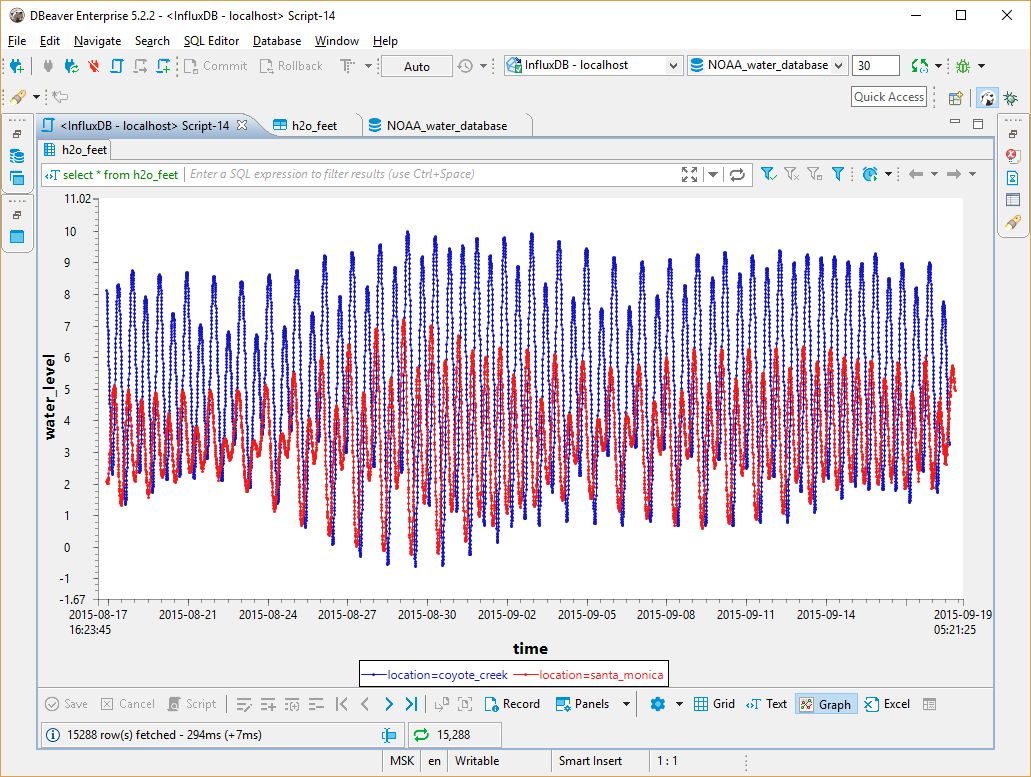 DBeaver Enterprise 5.2.2 - <InfluxDB - localhost> Script-14
File Edit Navigate Search SQL Editor Database Window Help
Commit Rollback Auto InfluxDB - localhost NOAA_water_database 30
Quick Access
<InfluxDB - localhost> Script-14 h2o_feet NOAA_water_database
h2o_feet
select * from h2o_feet Enter a SQL expression to filter results (use Ctrl+Space)
11.02
10
9
8
7
6
5
4
3
2
1
0
-1
-1.67
water_level
2015-08-17 2015-08-21 2015-08-24 2015-08-27 2015-08-30 2015-09-02 2015-09-05 2015-09-08 2015-09-11 2015-09-14 2015-09-19
16:23:45 05:21:25
time
location=coyote_creek location=santa_monica
Save Cancel Script Record Panels Grid Text Graph Excel
15288 row(s) fetched - 294ms (+7ms) 15,288
MSK en Writable Smart Insert 1 : 1